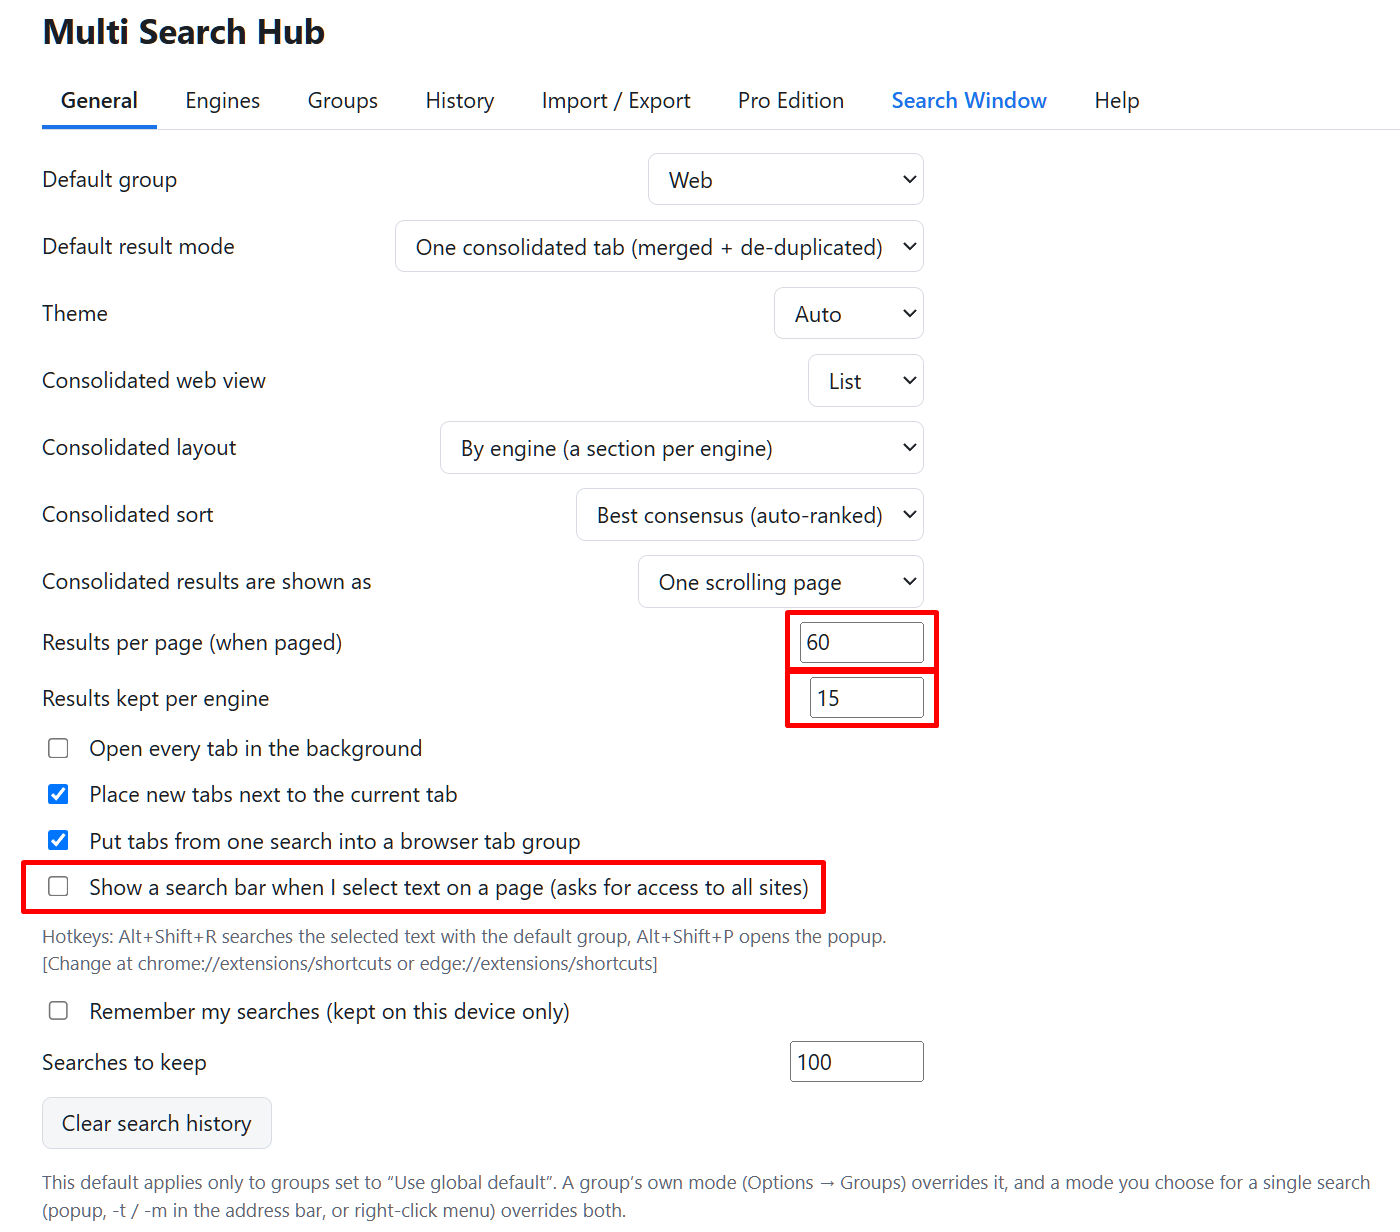 Multi Search Hub
General Engines Groups History Import / Export Pro Edition Search Window Help
Default group Web
Default result mode One consolidated tab (merged + de-duplicated)
Theme Auto
Consolidated web view List
Consolidated layout By engine (a section per engine)
Consolidated sort Best consensus (auto-ranked)
Consolidated results are shown as One scrolling page
Results per page (when paged) 60
Results kept per engine 15
Open every tab in the background
Place new tabs next to the current tab
Put tabs from one search into a browser tab group
Show a search bar when I select text on a page (asks for access to all sites)
Hotkeys: Alt+Shift+R searches the selected text with the default group, Alt+Shift+P opens the popup.
[Change at chrome://extensions/shortcuts or edge://extensions/shortcuts]
Remember my searches (kept on this device only)
Searches to keep 100
Clear search history
This default applies only to groups set to “Use global default”. A group’s own mode (Options → Groups) overrides it, and a mode you choose for a single search
(popup, -t / -m in the address bar, or right-click menu) overrides both.